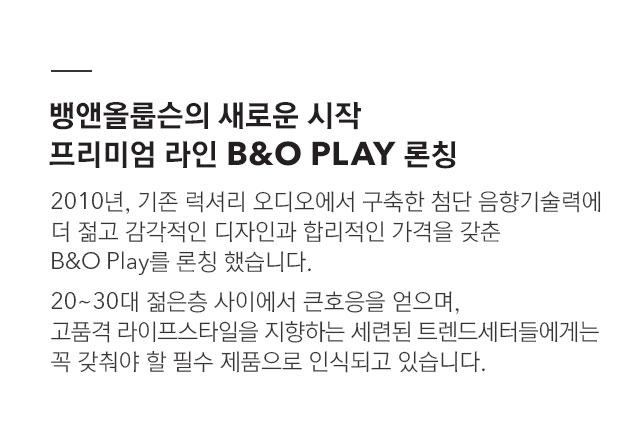 뱅앤올룹슨의 새로운 시작
프리미엄 라인 B&O PLAY 론칭
2010년, 기존 럭셔리 오디오에서 구축한 첨단 음향기술력에
더 젊고 감각적인 디자인과 합리적인 가격을 갖춘
B&O Play를 론칭 했습니다.
20~30대 젊은층 사이에서 큰호응을 얻으며,
고품격 라이프스타일을 지향하는 세련된 트렌드세터들에게는
꼭 갖춰야 할 필수 제품으로 인식되고 있습니다.